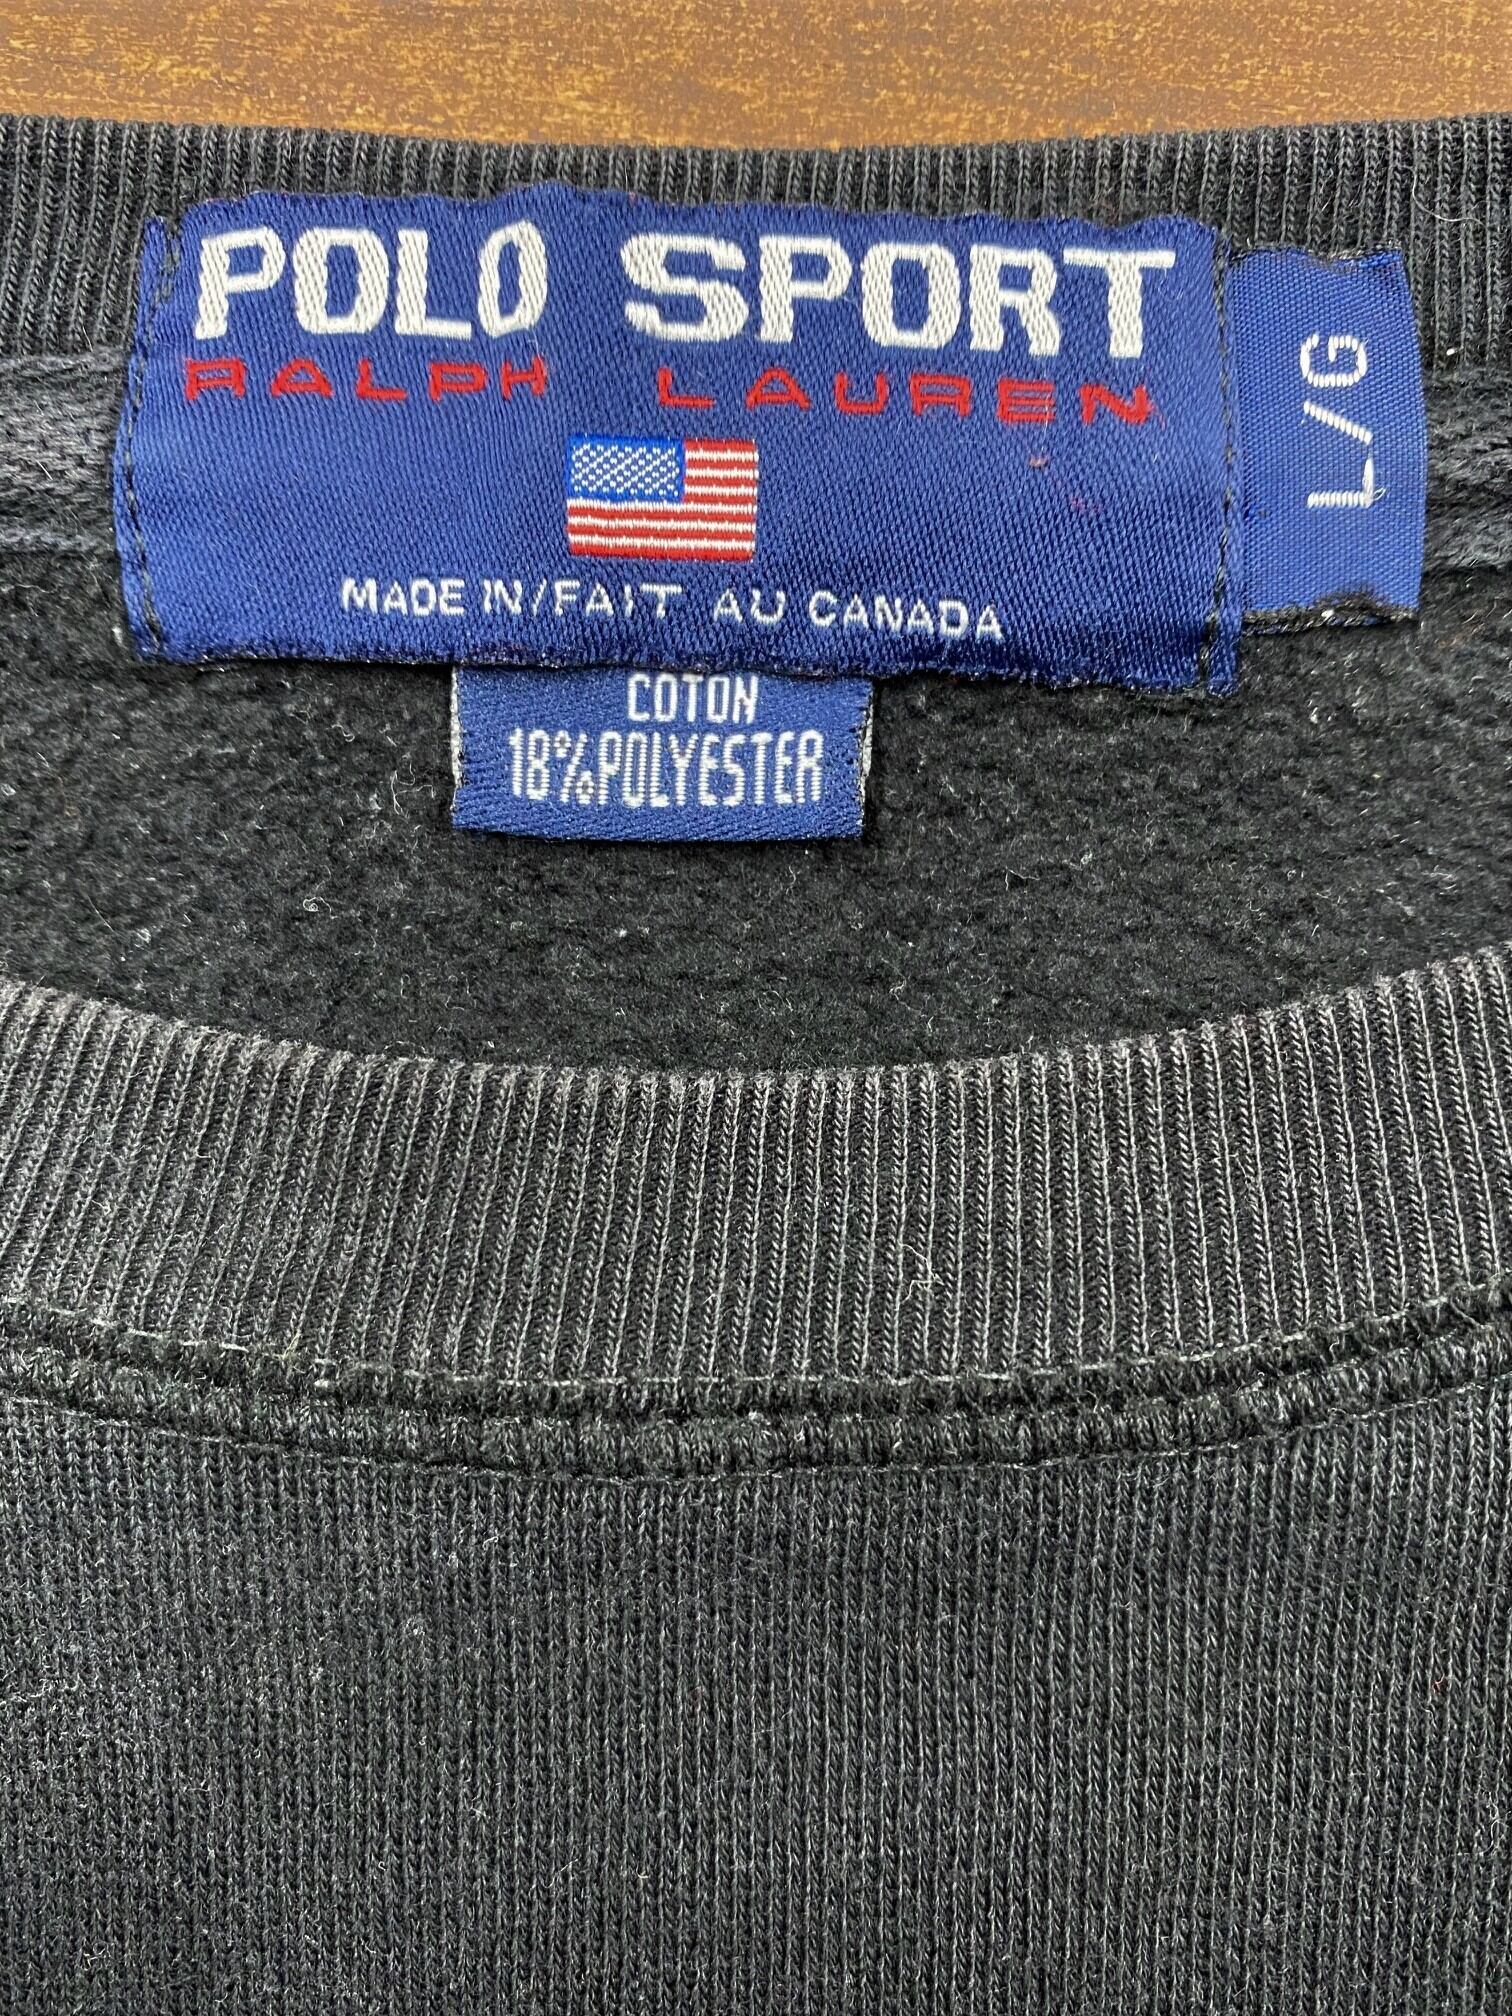 POLO SPORT
RALPH LAUREN
L/G
MADE IN/FAIT AU CANADA
COTON
18%POLYESTER